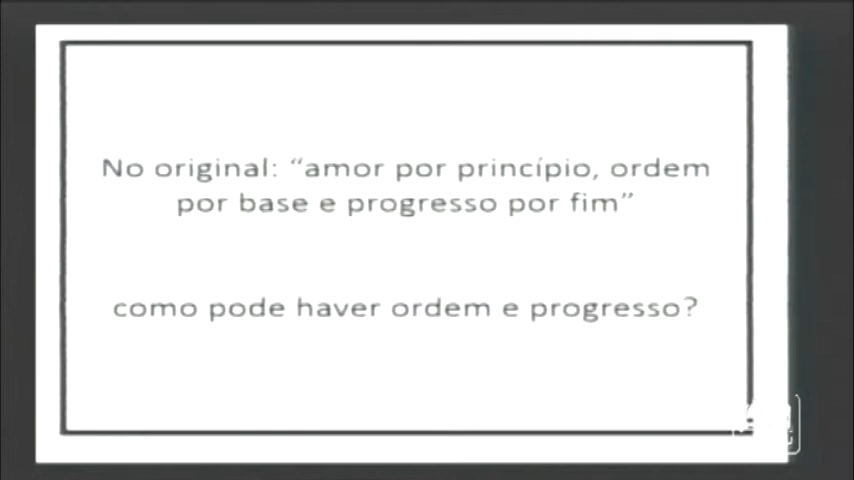 No original: “amor por princípio, ordem
por base e progresso por fim”
como pode haver ordem e progresso?